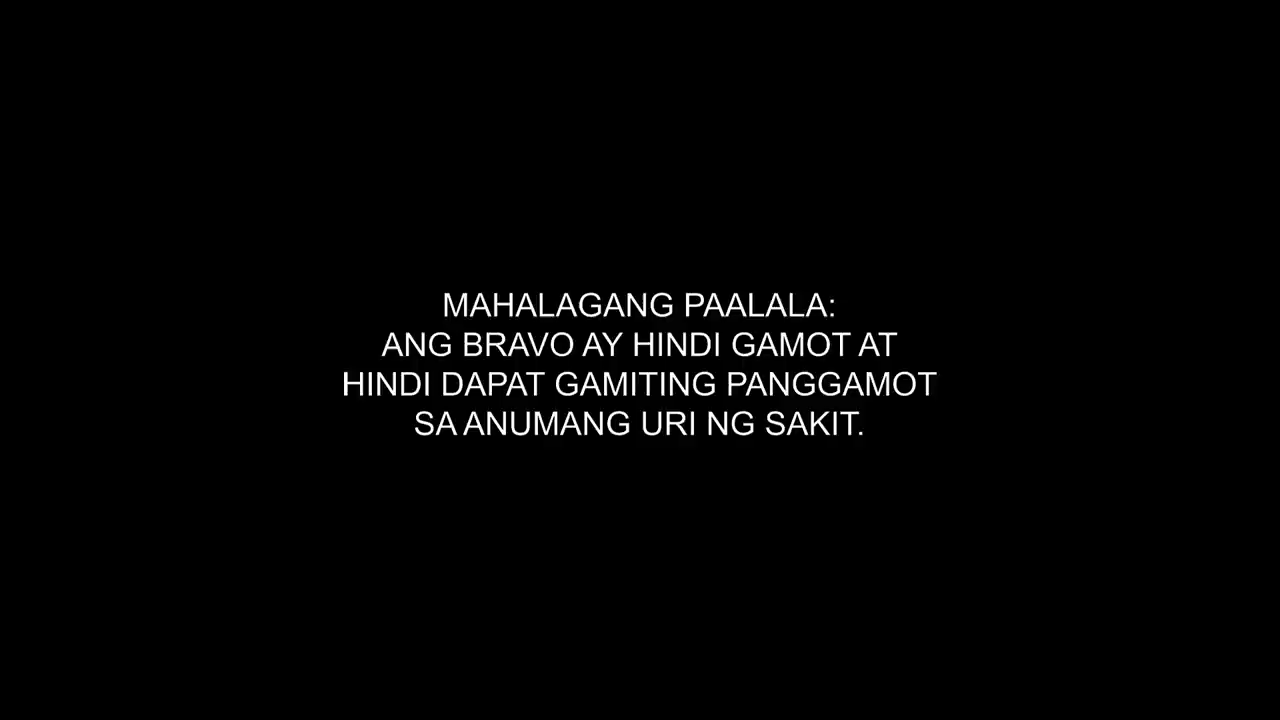 MAHALAGANG PAALALA:
ANG BRAVO AY HINDI GAMOT AT
HINDI DAPAT GAMITING PANGGAMOT
SA ANUMANG URI NG SAKIT.